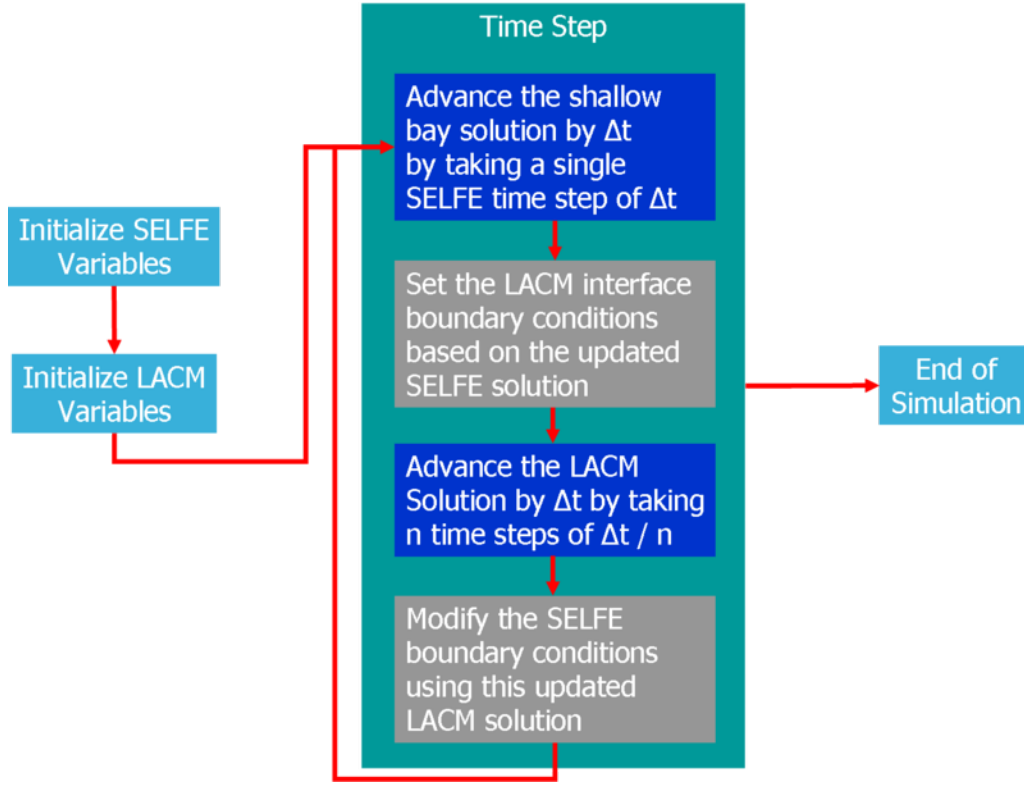 Time Step
Advance the shallow
bay solution by Δt
by taking a single
SELFE time step of Δt
Initialize SELFE
Variables
Set the LACM interface
boundary conditions
based on the updated
SELFE solution
Initialize LACM
Variables
End of
Simulation
Advance the LACM
Solution by Δt by taking
n time steps of Δt / n
Modify the SELFE
boundary conditions
using this updated
LACM solution